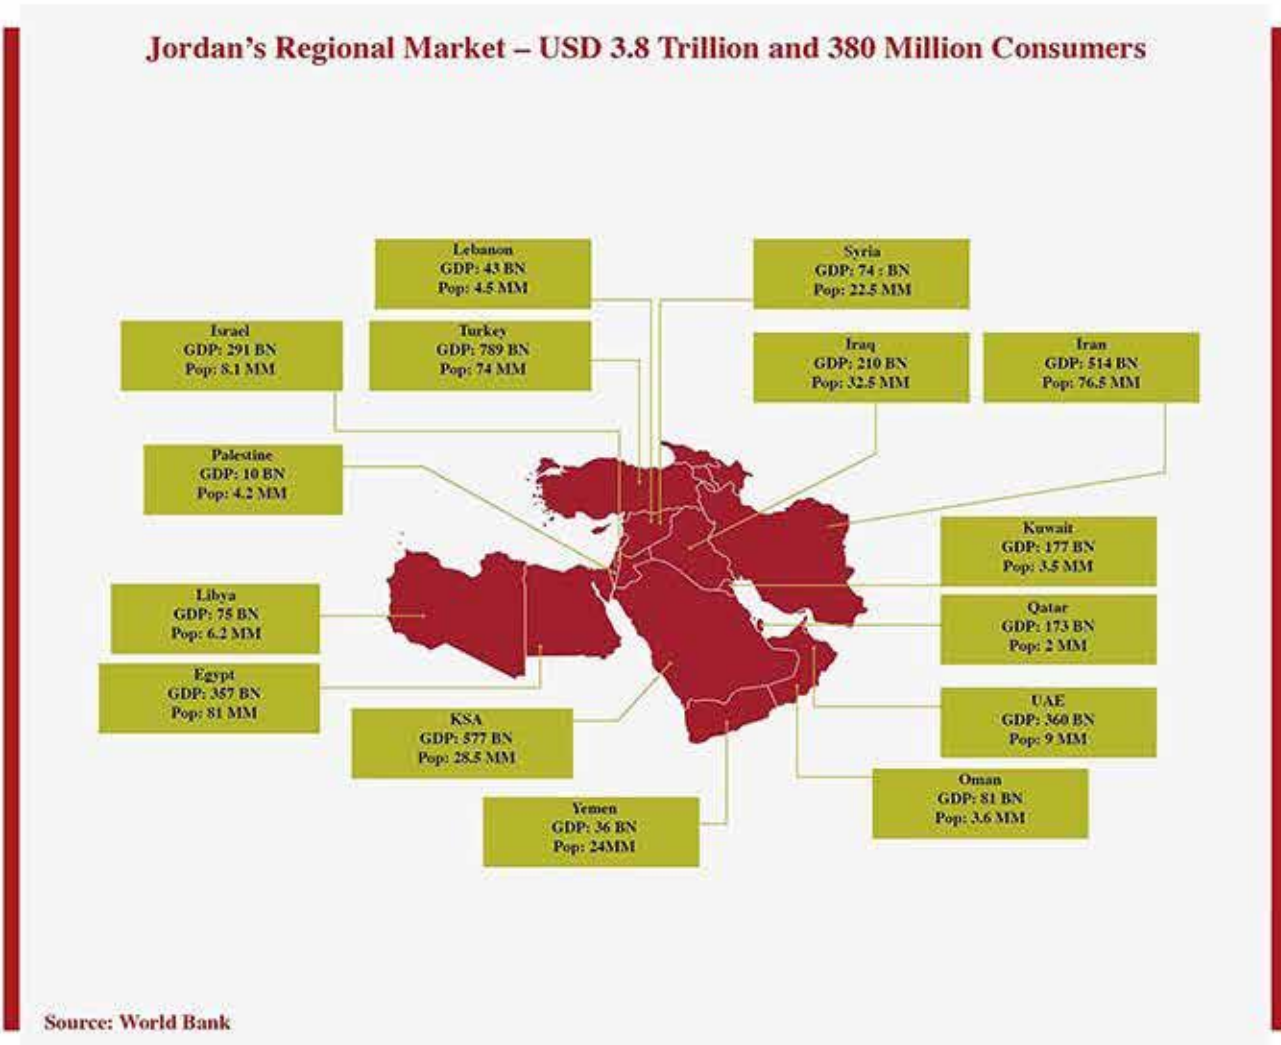 Jordan's Regional Market – USD 3.8 Trillion and 380 Million Consumers
Lebanon
GDP: 43 BN
Pop: 4.5 MM
Syria
GDP: 74 : BN
Pop: 22.5 MM
Israel
GDP: 291 BN
Pop: 8.1 MM
Turkey
GDP: 789 BN
Pop: 74 MM
Iraq
GDP: 210 BN
Pop: 32.5 MM
Iran
GDP: 514 BN
Pop: 76.5 MM
Palestine
GDP: 10 BN
Pop: 4.2 MM
Kuwait
GDP: 177 BN
Pop: 3.5 MM
Libya
GDP: 75 BN
Pop: 6.2 MM
Qatar
GDP: 173 BN
Pop: 2 MM
Egypt
GDP: 357 BN
Pop: 81 MM
UAE
GDP: 360 BN
Pop: 9 MM
KSA
GDP: 577 BN
Pop: 28.5 MM
Oman
GDP: 81 BN
Pop: 3.6 MM
Yemen
GDP: 36 BN
Pop: 24MM
Source: World Bank